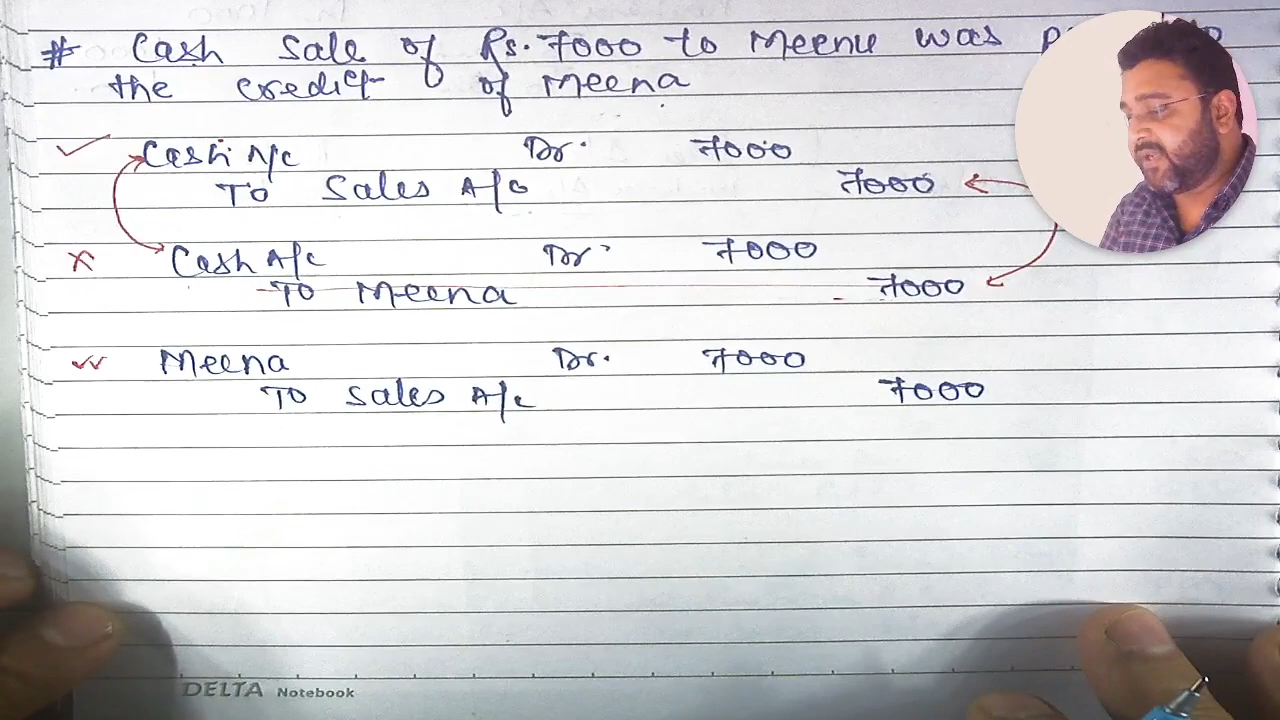 # Cash Sale of Rs. 7000 to Meenu was
the credit of Meena
Cash A/c Dr. 7000
To Sales A/c 7000
Cash A/c Dr. 7000
To Meena 7000
Meena Dr. 7000
To Sales A/c 7000
DELTA Notebook